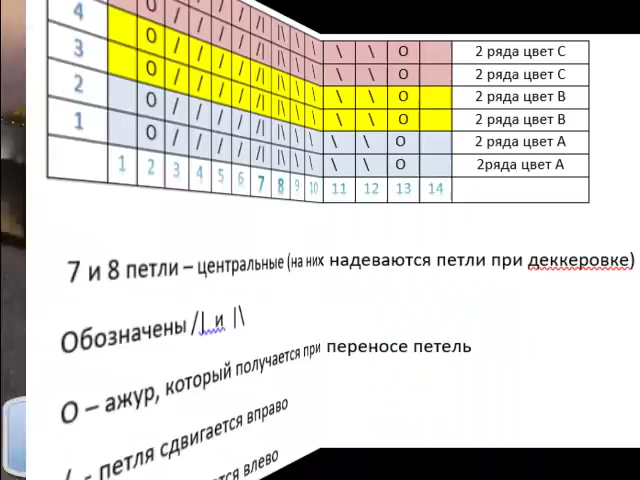 4 O / / / / /| |\ \ \ \ \ O 2 ряда цвет С
3 O / / / / /| |\ \ \ \ \ O 2 ряда цвет С
O / / / / /| |\ \ \ \ \ O 2 ряда цвет В
2 O / / / / /| |\ \ \ \ \ O 2 ряда цвет В
1 O / / / / /| |\ \ \ \ \ O 2 ряда цвет А
O / / / / /| |\ \ \ \ \ O 2ряда цвет А
1 2 3 4 5 6 7 8 9 10 11 12 13 14
7 и 8 петли – центральные (на них надеваются петли при деккеровке)
Обозначены /| и |\
О – ажур, который получается при переносе петель
/ - петля сдвигается вправо
влево